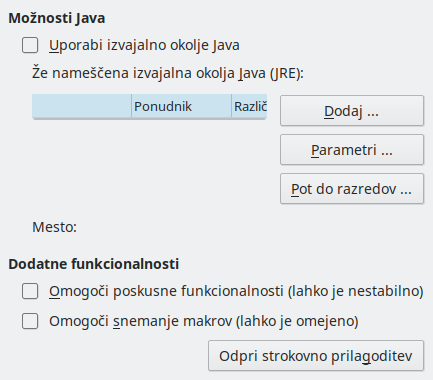 Možnosti Java
Uporabi izvajalno okolje Java
Že nameščena izvajalna okolja Java (JRE):
Ponudnik Različ
Dodaj ...
Parametri ...
Pot do razredov ...
Mesto:
Dodatne funkcionalnosti
Omogoči poskusne funkcionalnosti (lahko je nestabilno)
Omogoči snemanje makrov (lahko je omejeno)
Odpri strokovno prilagoditev